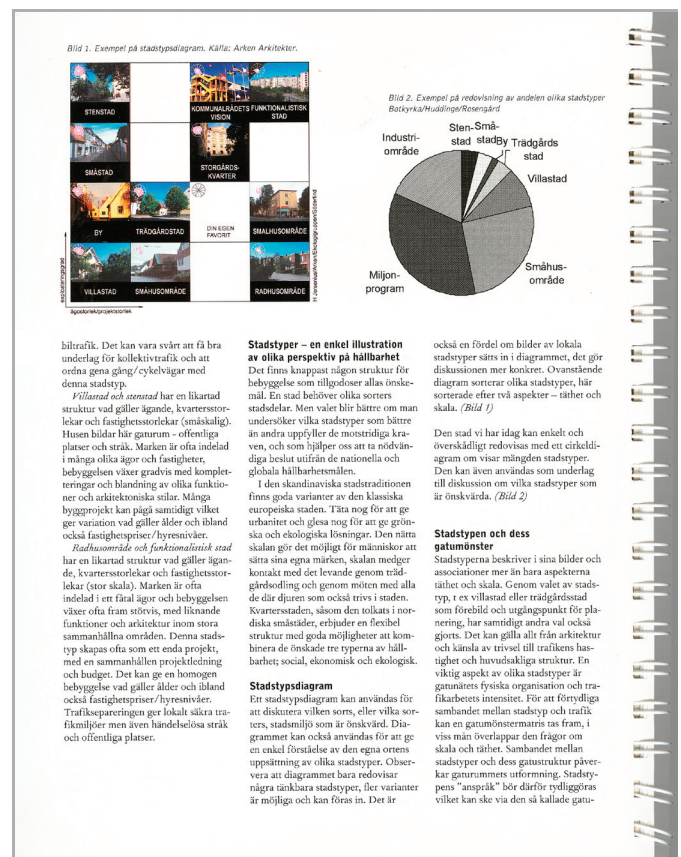 Bild 1. Exempel på stadstypsdiagram. Källa: Arken Arkitekter.
STENSTAD
KOMMUNALRÅDETS
VISION
FUNKTIONALISTISK
STAD
SMÅSTAD
STORGÅRDS-
KVARTER
BY
TRÄDGÅRDSTAD
DIN EGEN
FAVORIT
SMALHUSOMRÅDE
VILLASTAD
SMÅHUSOMRÅDE
RADHUSOMRÅDE
exploateringsgrad
ägostorlek/projektstorlek
Bild 2. Exempel på redovisning av andelen olika stadstyper
Botkyrka/Huddinge/Rosengård
Industri-
område
Sten-
stad
Små-
stad
By
Trädgårds
stad
Villastad
Småhus-
område
Miljon-
program
biltrafik. Det kan vara svårt att få bra
underlag för kollektivtrafik och att
ordna gena gång/cykelvägar med
denna stadstyp.
Villastad och stenstad har en likartad
struktur vad gäller ägande, kvartersstor-
lekar och fastighetsstorlekar (småskalig).
Husen bildar här gaturum - offentliga
platser och stråk. Marken är ofta indelad
i många olika ägor och fastigheter,
bebyggelsen växer gradvis med komplet-
teringar och blandning av olika funktio-
ner och arkitektoniska stilar. Många
byggprojekt kan pågå samtidigt vilket
ger variation vad gäller ålder och ibland
också fastighetspriser/hyresnivåer.
Radhusområde och funktionalistisk stad
har en likartad struktur vad gäller ägan-
de, kvartersstorlekar och fastighetsstor-
lekar (stor skala). Marken är ofta
indelad i ett fåtal ägor och bebyggelsen
växer ofta fram stötvis, med liknande
funktioner och arkitektur inom stora
sammanhållna områden. Denna stads-
typ skapas ofta som ett enda projekt,
med en sammanhållen projektledning
och budget. Det kan ge en homogen
bebyggelse vad gäller ålder och ibland
också fastighetspriser/hyresnivåer.
Trafiksepareringen ger lokalt säkra tra-
fikmiljöer men även händelselösa stråk
och offentliga platser.
Stadstyper – en enkel illustration
av olika perspektiv på hållbarhet
Det finns knappast någon struktur för
bebyggelse som tillgodoser allas önske-
mål. En stad behöver olika sorters
stadsdelar. Men valet blir bättre om man
undersöker vilka stadstyper som bättre
än andra uppfyller de motstridiga kra-
ven, och som hjälper oss att ta nödvän-
diga beslut utifrån de nationella och
globala hållbarhetsmålen.
I den skandinaviska stadstraditionen
finns goda varianter av den klassiska
europeiska staden. Täta nog för att ge
urbanitet och glesa nog för att ge grön-
ska och ekologiska lösningar. Den nätta
skalan gör det möjligt för människor att
sätta sina egna märken, skalan medger
kontakt med det levande genom träd-
gårdsodling och genom möten med alla
de där djuren som också trivs i staden.
Kvartersstaden, såsom den tolkats i nor-
diska småstäder, erbjuder en flexibel
struktur med goda möjligheter att kom-
binera de önskade tre typerna av håll-
barhet; social, ekonomisk och ekologisk.
Stadstypsdiagram
Ett stadstypsdiagram kan användas för
att diskutera vilken sorts, eller vilka sor-
ters, stadsmiljö som är önskvärd. Dia-
grammet kan också användas för att ge
en enkel förståelse av den egna ortens
uppsättning av olika stadstyper. Obser-
vera att diagrammet bara redovisar
några tänkbara stadstyper, fler varianter
är möjliga och kan föras in. Det är
också en fördel om bilder av lokala
stadstyper sätts in i diagrammet, det gör
diskussionen mer konkret. Ovanstående
diagram sorterar olika stadstyper, här
sorterade efter två aspekter – täthet och
skala. (Bild 1)
Den stad vi har idag kan enkelt och
överskådligt redovisas med ett cirkeldi-
agram om visar mängden stadstyper.
Den kan även användas som underlag
till diskussion om vilka stadstyper som
är önskvärda. (Bild 2)
Stadstypen och dess
gatumönster
Stadstyperna beskriver i sina bilder och
associationer mer än bara aspekterna
täthet och skala. Genom valet av stads-
typ, t ex villastad eller trädgårdsstad
som förebild och utgångspunkt för pla-
nering, har samtidigt andra val också
gjorts. Det kan gälla allt från arkitektur
och känsla av trivsel till trafikens has-
tighet och huvudsakliga struktur. En
viktig aspekt av olika stadstyper är
gatunätets fysiska organisation och tra-
fikarbetets intensitet. För att förtydliga
sambandet mellan stadstyp och trafik
kan en gatumönstermatris tas fram, i
viss mån överlappar den frågor om
skala och täthet. Sambandet mellan
stadstyper och dess gatustruktur påver-
kar gaturummets utformning. Stadsty-
pens "anspråk" bör därför tydliggöras
vilket kan ske via den så kallade gatu-